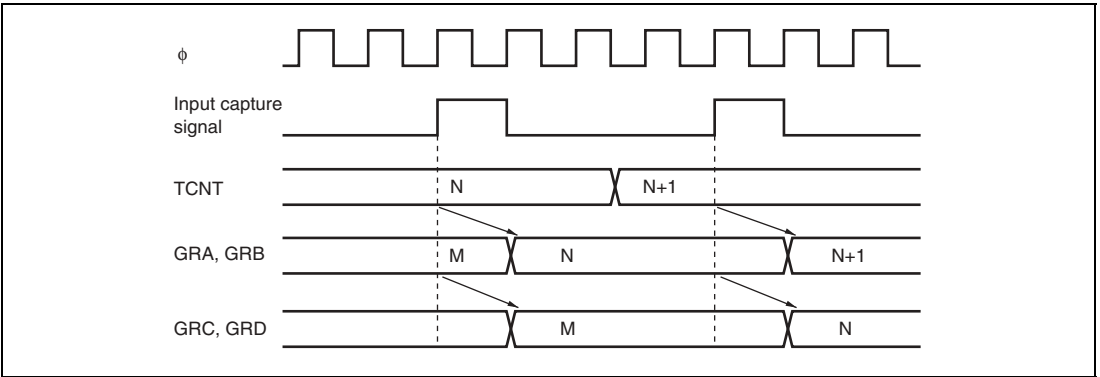 ϕ
Input capture
signal
TCNT N N+1
GRA, GRB M N N+1
GRC, GRD M N